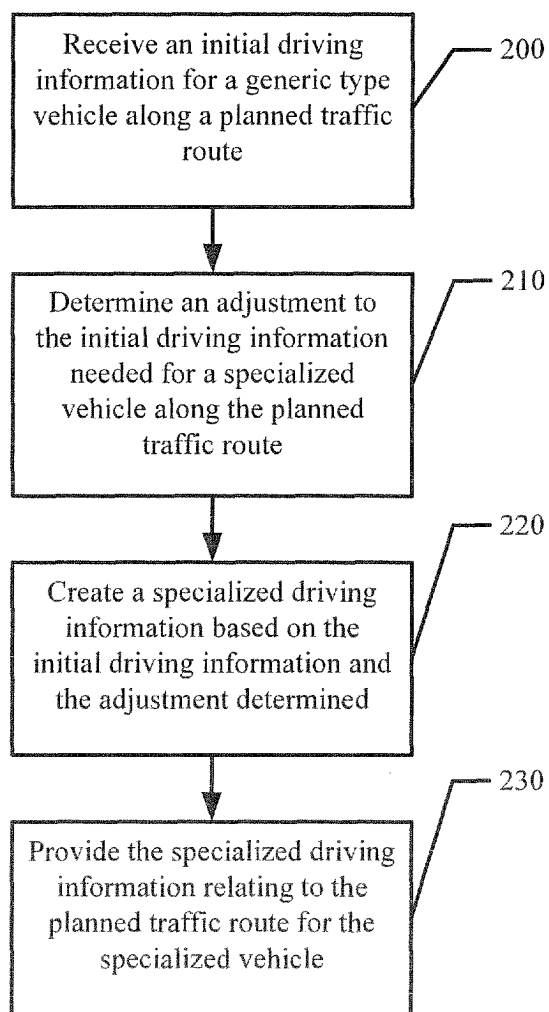 Receive an initial driving
information for a generic type
vehicle along a planned traffic
route
200
Determine an adjustment to
the initial driving information
needed for a specialized
vehicle along the planned
traffic route
210
Create a specialized driving
information based on the
initial driving information and
the adjustment determined
220
Provide the specialized driving
information relating to the
planned traffic route for the
specialized vehicle
230